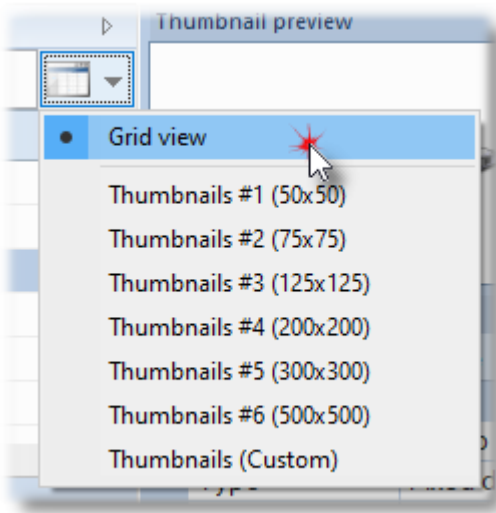 Thumbnail preview
Grid view
Thumbnails #1 (50x50)
Thumbnails #2 (75x75)
Thumbnails #3 (125x125)
Thumbnails #4 (200x200)
Thumbnails #5 (300x300)
Thumbnails #6 (500x500)
Thumbnails (Custom)